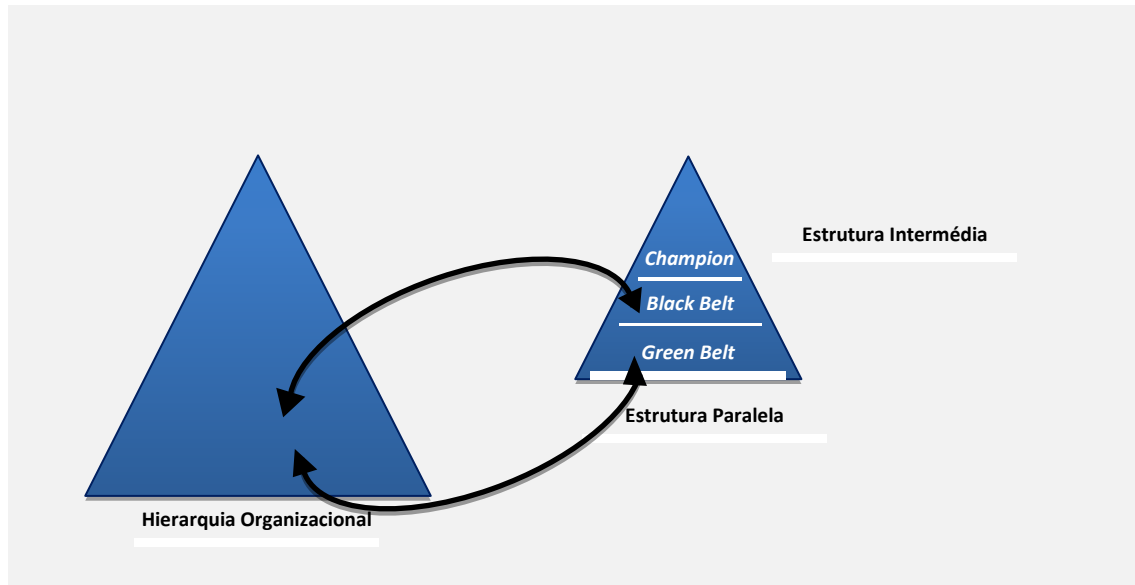 Estrutura Intermédia
Champion
Black Belt
Green Belt
Estrutura Paralela
Hierarquia Organizacional